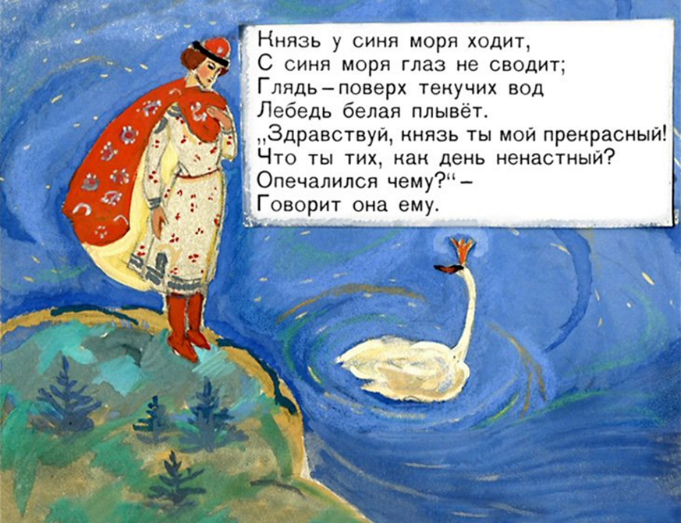 Князь у синя моря ходит,
С синя моря глаз не сводит;
Глядь – поверх текучих вод
Лебедь белая плывёт.
„Здравствуй, князь ты мой прекрасный!
Что ты тих, как день ненастный?
Опечалился чему?“ –
Говорит она ему.